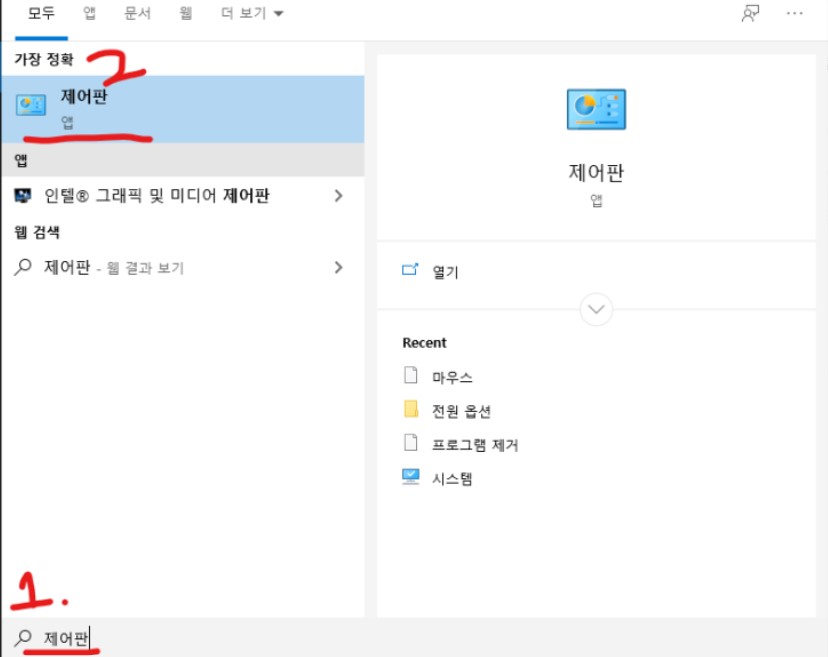 모두 앱 문서 웹 더 보기
가장 정확
2
제어판
앱
앱
인텔® 그래픽 및 미디어 제어판
웹 검색
제어판 - 웹 결과 보기
제어판
앱
열기
Recent
마우스
전원 옵션
프로그램 제거
시스템
1.
제어판